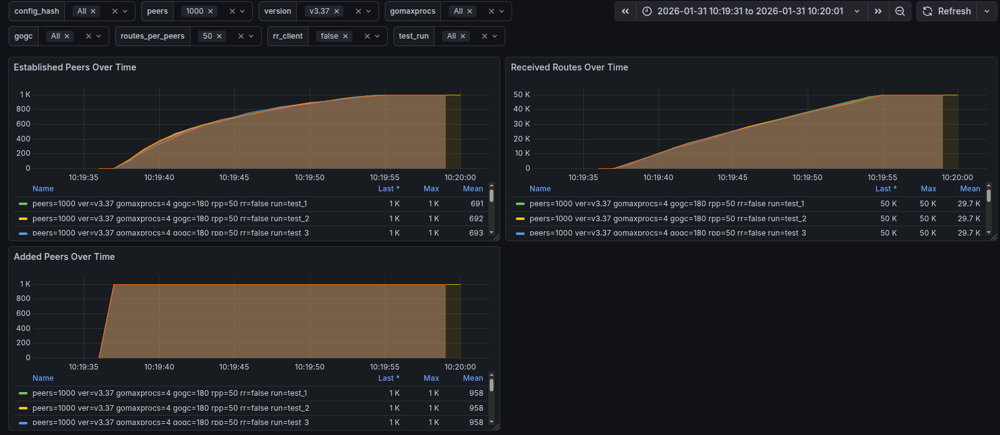 config_hash All peers 1000 version v3.37 gomaxprocs All 2026-01-31 10:19:31 to 2026-01-31 10:20:01 Refresh
gogc All routes_per_peers 50 rr_client false test_run All
Established Peers Over Time
1 K
800
600
400
200
0
10:19:35 10:19:40 10:19:45 10:19:50 10:19:55 10:20:00
Name Last * Max Mean
peers=1000 ver=v3.37 gomaxprocs=4 gogc=180 rpp=50 rr=false run=test_1 1 K 1 K 691
peers=1000 ver=v3.37 gomaxprocs=4 gogc=180 rpp=50 rr=false run=test_2 1 K 1 K 692
peers=1000 ver=v3.37 gomaxprocs=4 gogc=180 rpp=50 rr=false run=test_3 1 K 1 K 693
Received Routes Over Time
50 K
40 K
30 K
20 K
10 K
0
10:19:35 10:19:40 10:19:45 10:19:50 10:19:55 10:20:00
Name Last * Max Mean
peers=1000 ver=v3.37 gomaxprocs=4 gogc=180 rpp=50 rr=false run=test_1 50 K 50 K 29.7 K
peers=1000 ver=v3.37 gomaxprocs=4 gogc=180 rpp=50 rr=false run=test_2 50 K 50 K 29.7 K
peers=1000 ver=v3.37 gomaxprocs=4 gogc=180 rpp=50 rr=false run=test_3 50 K 50 K 29.7 K
Added Peers Over Time
1 K
800
600
400
200
0
10:19:35 10:19:40 10:19:45 10:19:50 10:19:55 10:20:00
Name Last * Max Mean
peers=1000 ver=v3.37 gomaxprocs=4 gogc=180 rpp=50 rr=false run=test_1 1 K 1 K 958
peers=1000 ver=v3.37 gomaxprocs=4 gogc=180 rpp=50 rr=false run=test_2 1 K 1 K 958
peers=1000 ver=v3.37 gomaxprocs=4 gogc=180 rpp=50 rr=false run=test_3 1 K 1 K 958